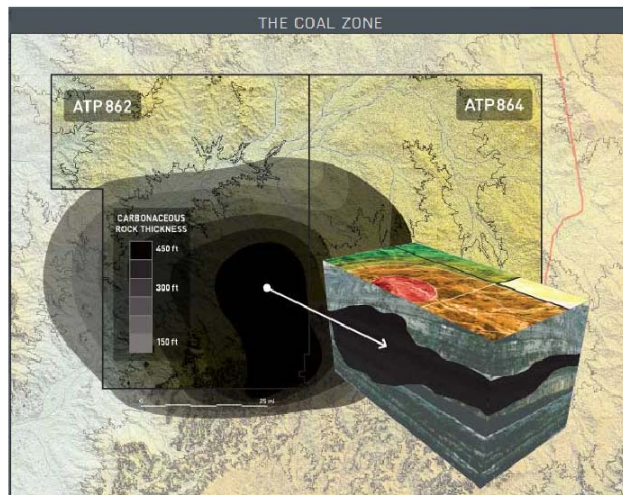 THE COAL ZONE
ATP 862
ATP 864
CARBONACEOUS
ROCK THICKNESS
450 ft
300 ft
150 ft
0
25 mi